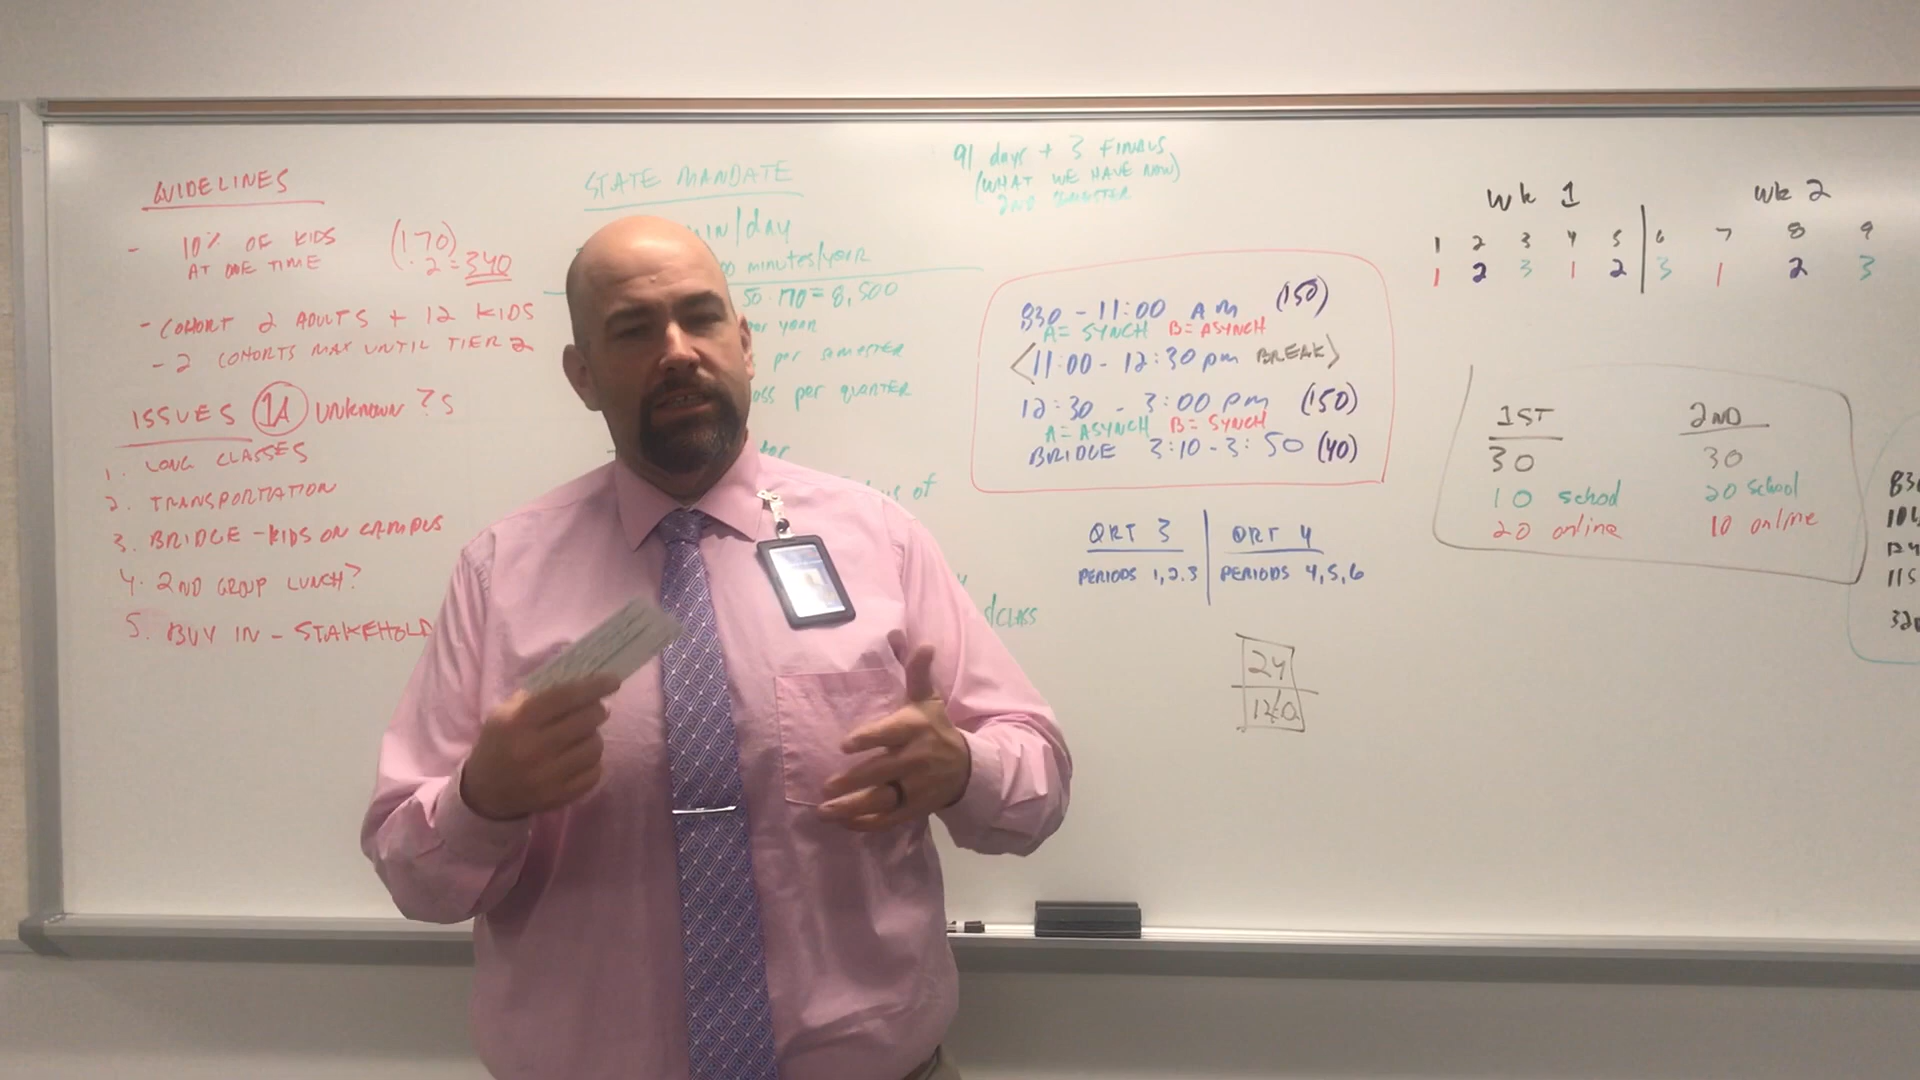 GUIDELINES
- 10% OF KIDS
AT ONE TIME
(170)
. 2 = 340
- COHORT 2 ADULTS + 12 KIDS
- 2 COHORTS MAX UNTIL TIER 2
ISSUES 1A UNKNOWN ?S
1. LONG CLASSES
2. TRANSPORTATION
3. BRIDGE - KIDS ON CAMPUS
4. 2ND GROUP LUNCH?
5. BUY IN - STAKEHOLD
STATE MANDATE
/day
minutes/year
50 . 170 = 8,500
per year
per semester
per quarter
of
/CLASS
91 days + 3 FINALS
(WHAT WE HAVE NOW)
2ND SEMESTER
830 - 11:00 AM (150)
A = SYNCH B = ASYNCH
<11:00 - 12:30 pm BREAK>
12:30 - 3:00 PM (150)
A = ASYNCH B = SYNCH
BRIDGE 3:10 - 3:50 (40)
QRT 3 QRT 4
PERIODS 1,2,3 PERIODS 4,5,6
24
wk 1 wk 2
1 2 3 4 5 6 7 8 9
1 2 3 1 2 3 1 2 3
1ST 2ND
30 30
10 school 20 school
20 online 10 online